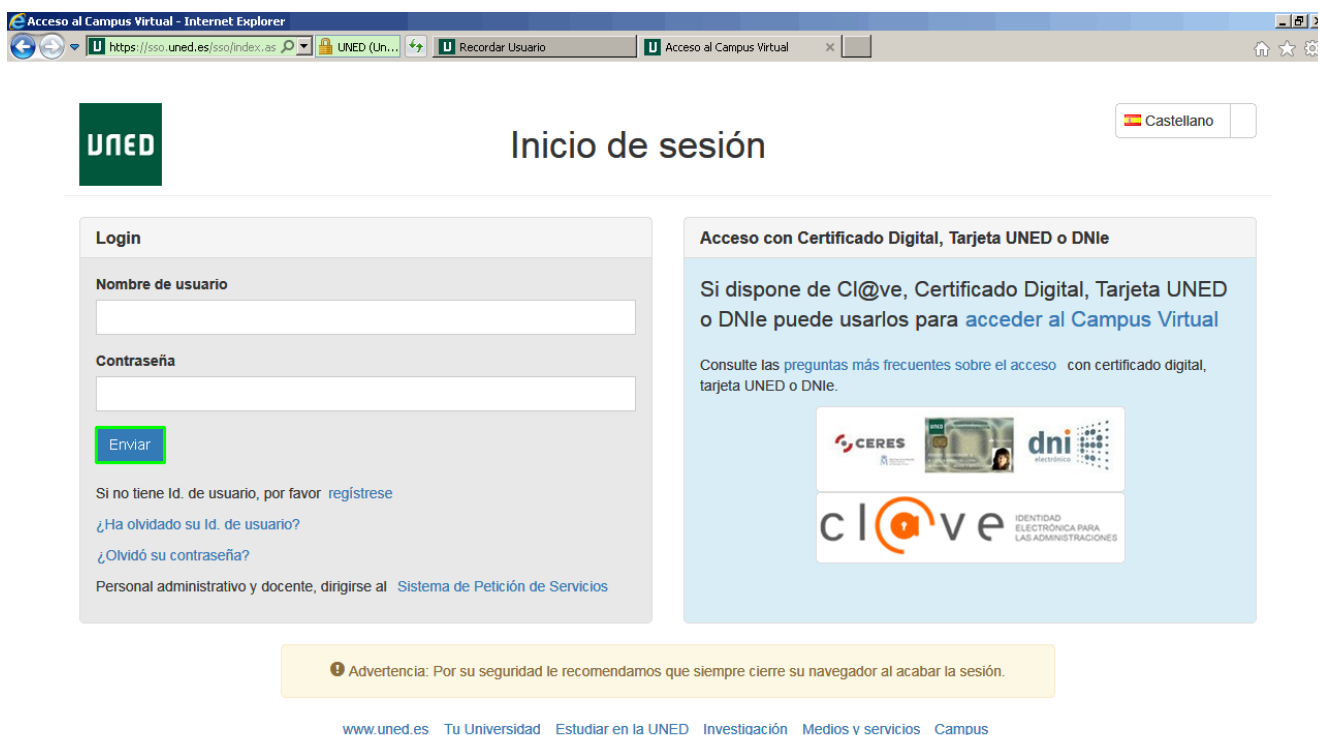 Acceso al Campus Virtual - Internet Explorer
https://sso.uned.es/sso/index.as
UNED (Un...
Recordar Usuario
Acceso al Campus Virtual
UNED
Inicio de sesión
Castellano
Login
Nombre de usuario
Contraseña
Enviar
Si no tiene Id. de usuario, por favor regístrese
¿Ha olvidado su Id. de usuario?
¿Olvidó su contraseña?
Personal administrativo y docente, dirigirse al Sistema de Petición de Servicios
Acceso con Certificado Digital, Tarjeta UNED o DNIe
Si dispone de Cl@ve, Certificado Digital, Tarjeta UNED
o DNIe puede usarlos para acceder al Campus Virtual
Consulte las preguntas más frecuentes sobre el acceso con certificado digital,
tarjeta UNED o DNIe.
CERES
dni
electrónico
cl@ve
IDENTIDAD
ELECTRÓNICA PARA
LAS ADMINISTRACIONES
Advertencia: Por su seguridad le recomendamos que siempre cierre su navegador al acabar la sesión.
www.uned.es Tu Universidad Estudiar en la UNED Investigación Medios y servicios Campus